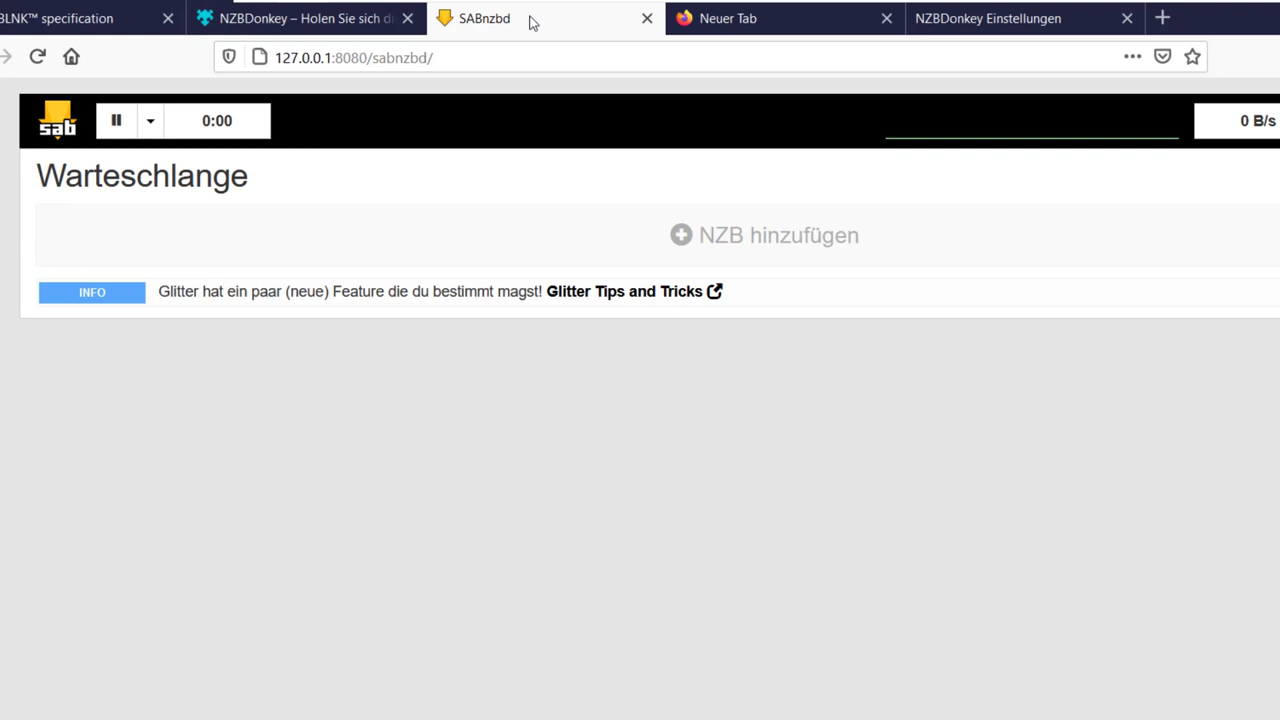 BLNK™ specification
NZBDonkey – Holen Sie sich di
SABnzbd
Neuer Tab
NZBDonkey Einstellungen
127.0.0.1:8080/sabnzbd/
sab
0:00
0 B/s
Warteschlange
NZB hinzufügen
INFO Glitter hat ein paar (neue) Feature die du bestimmt magst! Glitter Tips and Tricks